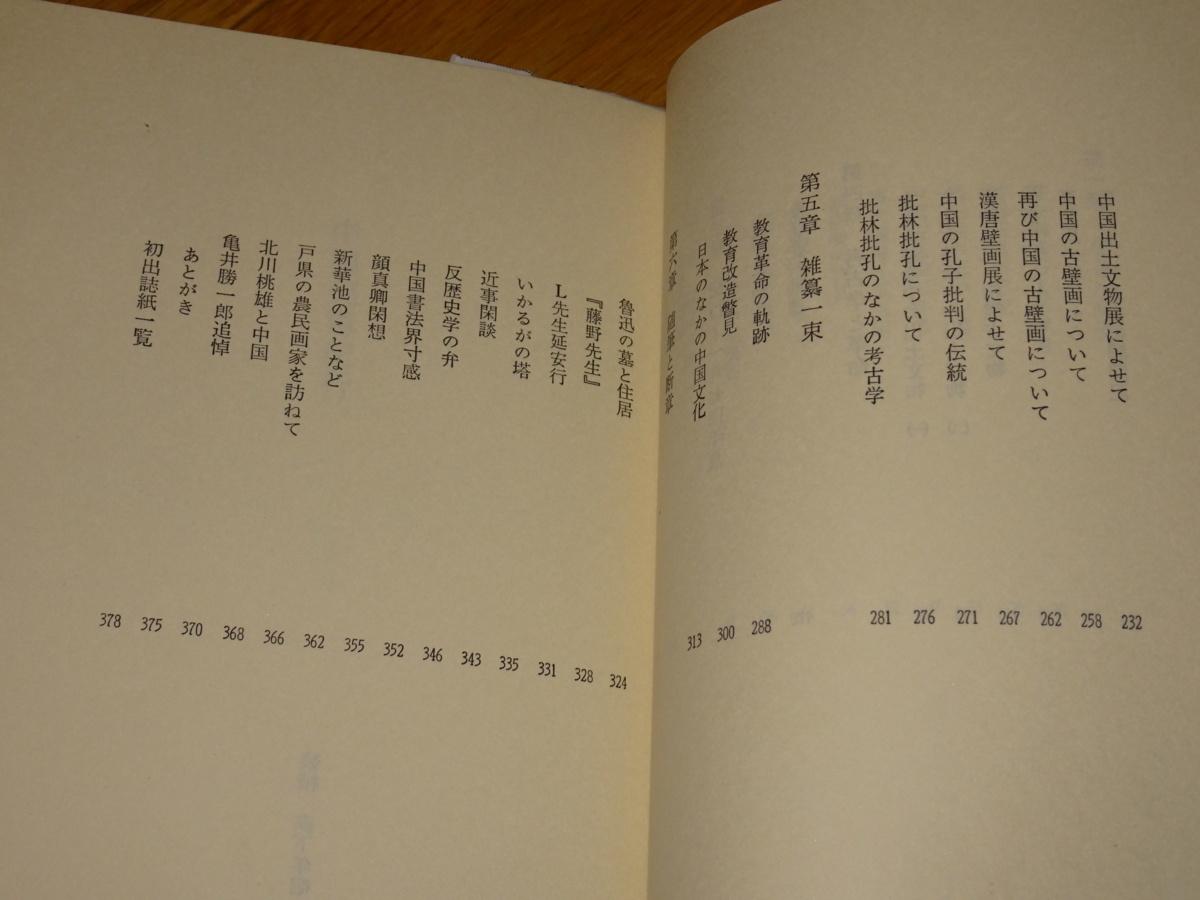 中国出土文物展によせて 232
中国の古壁画について 258
再び中国の古壁画について 262
漢唐壁画展によせて 267
中国の孔子批判の伝統 271
批林批孔について 276
批林批孔のなかの考古学 281
第五章 雑纂一束
教育革命の軌跡 288
教育改造瞥見 300
日本のなかの中国文化 313
第六章 随筆と断章
魯迅の墓と住居 324
『藤野先生』 328
L先生延安行 331
いかるがの塔 335
近事閑談 343
反歴史学の弁 346
中国書法界寸感 352
顔真卿閑想 355
新華池のことなど 362
戸県の農民画家を訪ねて 366
北川桃雄と中国 368
亀井勝一郎追悼 370
あとがき 375
初出誌紙一覧 378